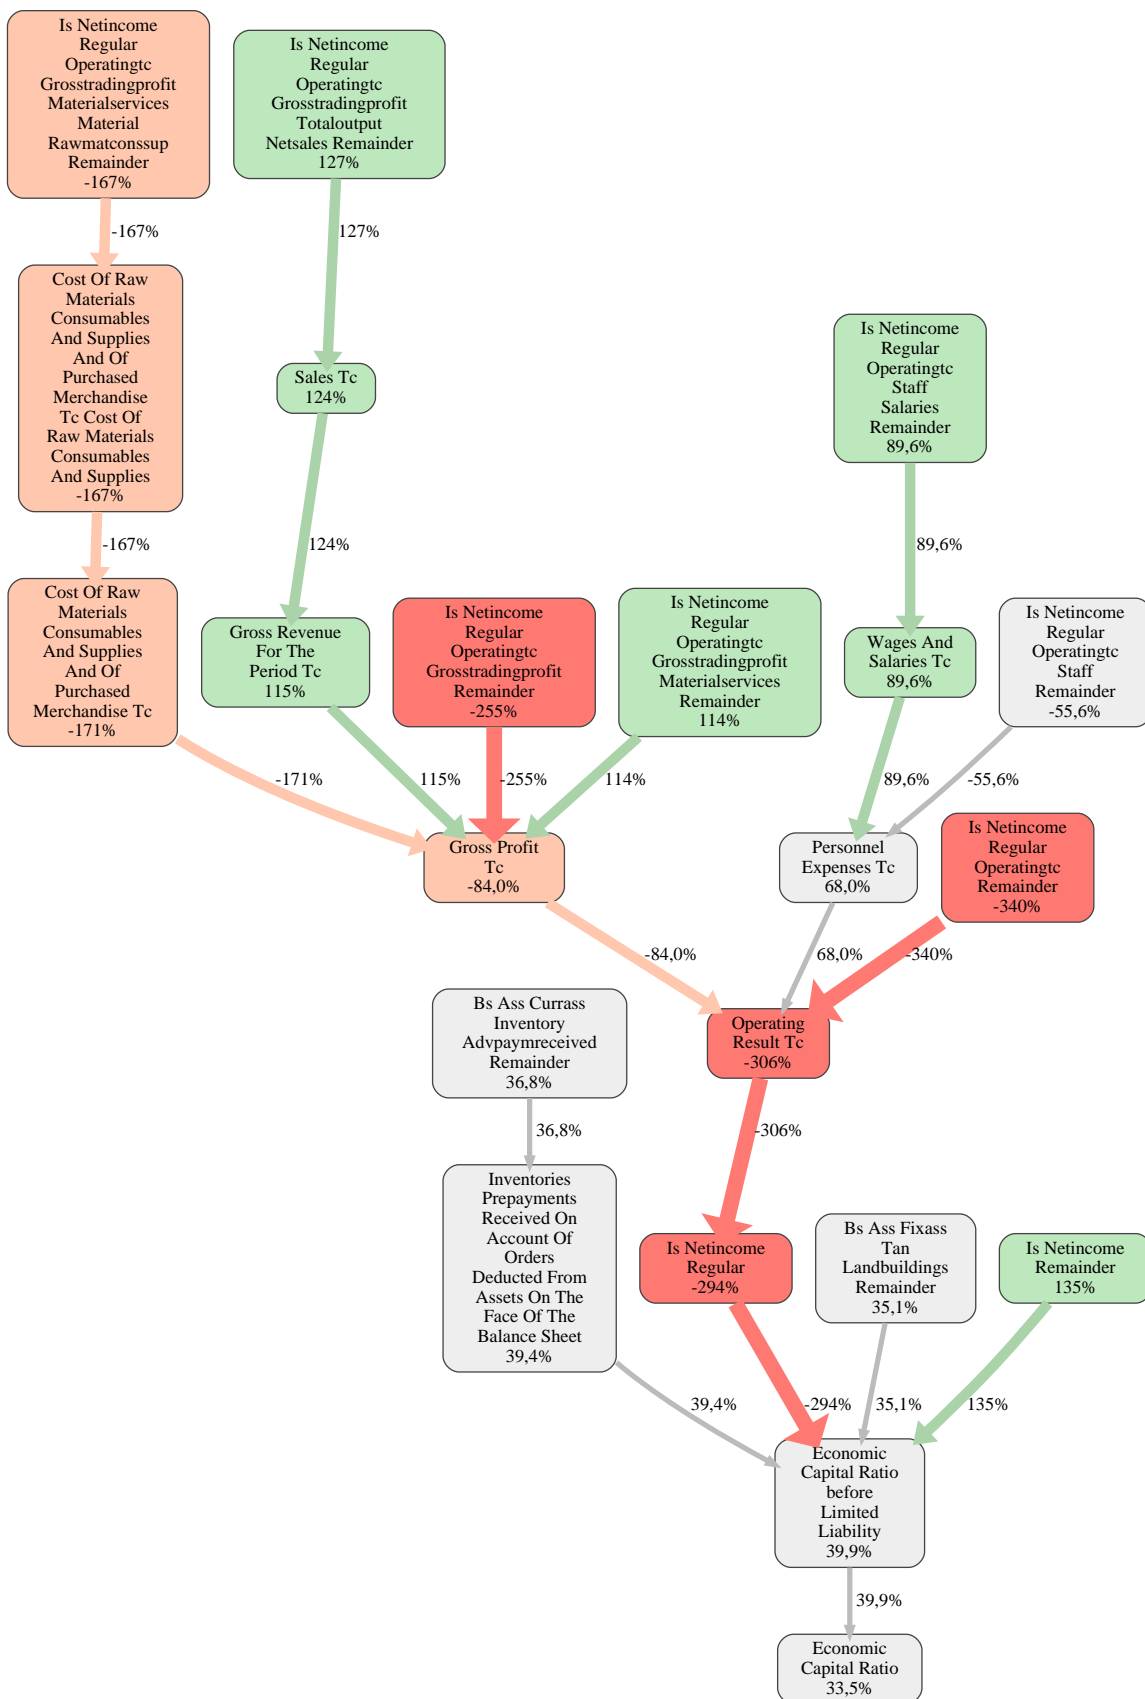 Is Netincome
Regular
Operatingtc
Grosstradingprofit
Materialservices
Material
Rawmatconssup
Remainder
-167%
Is Netincome
Regular
Operatingtc
Grosstradingprofit
Totaloutput
Netsales Remainder
127%
-167%
127%
Cost Of Raw
Materials
Consumables
And Supplies
And Of
Purchased
Merchandise
Tc Cost Of
Raw Materials
Consumables
And Supplies
-167%
Sales Tc
124%
Is Netincome
Regular
Operatingtc
Staff
Salaries
Remainder
89,6%
-167%
124%
89,6%
Cost Of Raw
Materials
Consumables
And Supplies
And Of
Purchased
Merchandise Tc
-171%
Gross Revenue
For The
Period Tc
115%
Is Netincome
Regular
Operatingtc
Grosstradingprofit
Remainder
-255%
Is Netincome
Regular
Operatingtc
Grosstradingprofit
Materialservices
Remainder
114%
Wages And
Salaries Tc
89,6%
Is Netincome
Regular
Operatingtc
Staff
Remainder
-55,6%
-171%
115%
-255%
114%
89,6%
-55,6%
Gross Profit
Tc
-84,0%
Personnel
Expenses Tc
68,0%
Is Netincome
Regular
Operatingtc
Remainder
-340%
-84,0%
68,0%
-340%
Bs Ass Currass
Inventory
Advpaymreceived
Remainder
36,8%
Operating
Result Tc
-306%
36,8%
-306%
Inventories
Prepayments
Received On
Account Of
Orders
Deducted From
Assets On The
Face Of The
Balance Sheet
39,4%
Is Netincome
Regular
-294%
Bs Ass Fixass
Tan
Landbuildings
Remainder
35,1%
Is Netincome
Remainder
135%
39,4%
-294%
35,1%
135%
Economic
Capital Ratio
before
Limited
Liability
39,9%
39,9%
Economic
Capital Ratio
33,5%